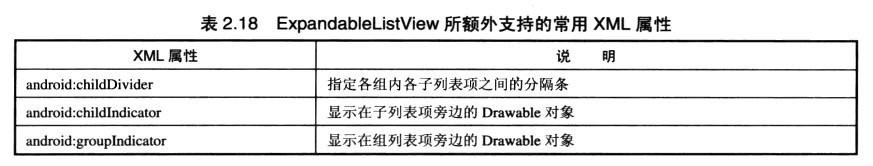 表 2.18 ExpandableListView 所额外支持的常用 XML 属性
XML 属性 说 明
android:childDivider 指定各组内各子列表项之间的分隔条
android:childIndicator 显示在子列表项旁边的 Drawable 对象
android:groupIndicator 显示在组列表项旁边的 Drawable 对象